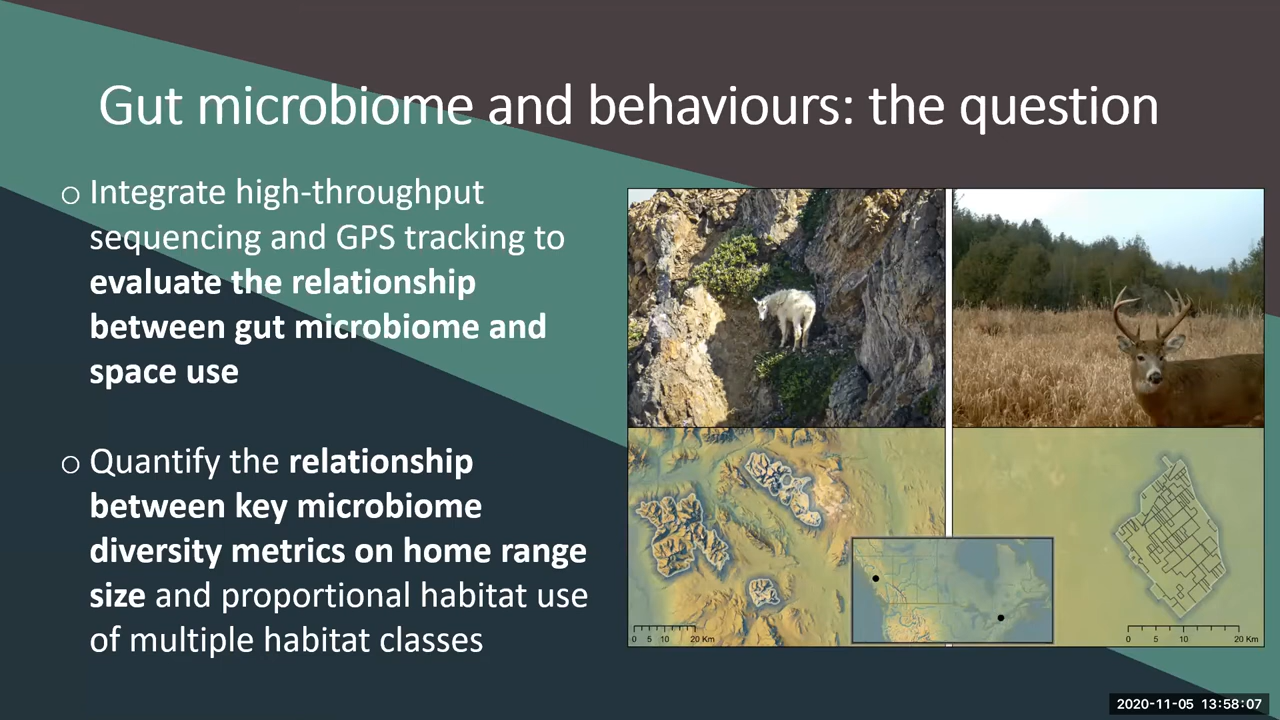 Gut microbiome and behaviours: the question
○ Integrate high-throughput
sequencing and GPS tracking to
evaluate the relationship
between gut microbiome and
space use
○ Quantify the relationship
between key microbiome
diversity metrics on home range
size and proportional habitat use
of multiple habitat classes
0 5 10 20 Km
0 5 10 20 Km
2020-11-05 13:58:07